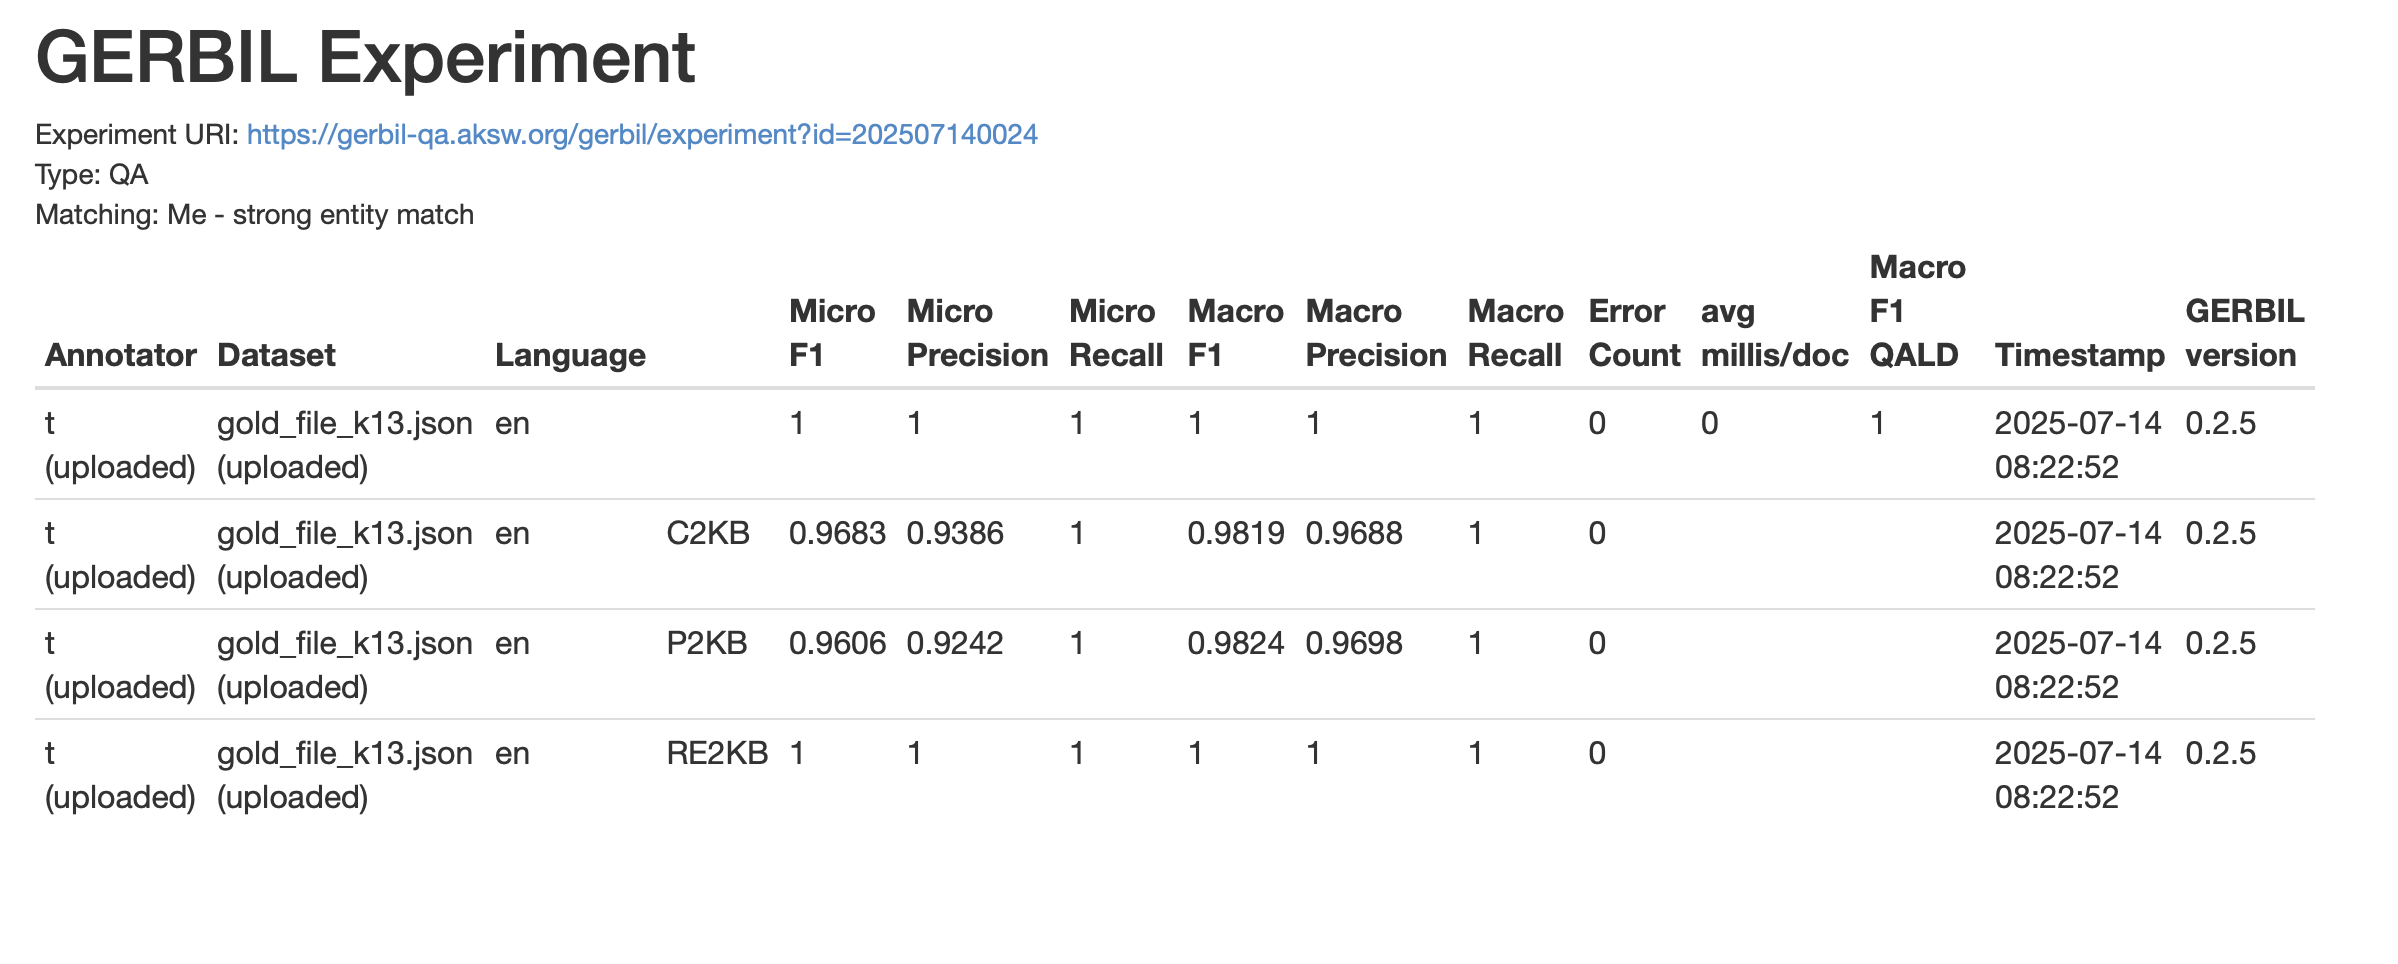 GERBIL Experiment
Experiment URI: https://gerbil-qa.aksw.org/gerbil/experiment?id=202507140024
Type: QA
Matching: Me - strong entity match
Annotator Dataset Language Micro F1 Micro Precision Micro Recall Macro F1 Macro Precision Macro Recall Error Count avg millis/doc Macro F1 QALD Timestamp GERBIL version
t (uploaded) gold_file_k13.json (uploaded) en 1 1 1 1 1 1 0 0 1 2025-07-14 08:22:52 0.2.5
t (uploaded) gold_file_k13.json (uploaded) en C2KB 0.9683 0.9386 1 0.9819 0.9688 1 0 2025-07-14 08:22:52 0.2.5
t (uploaded) gold_file_k13.json (uploaded) en P2KB 0.9606 0.9242 1 0.9824 0.9698 1 0 2025-07-14 08:22:52 0.2.5
t (uploaded) gold_file_k13.json (uploaded) en RE2KB 1 1 1 1 1 1 0 2025-07-14 08:22:52 0.2.5